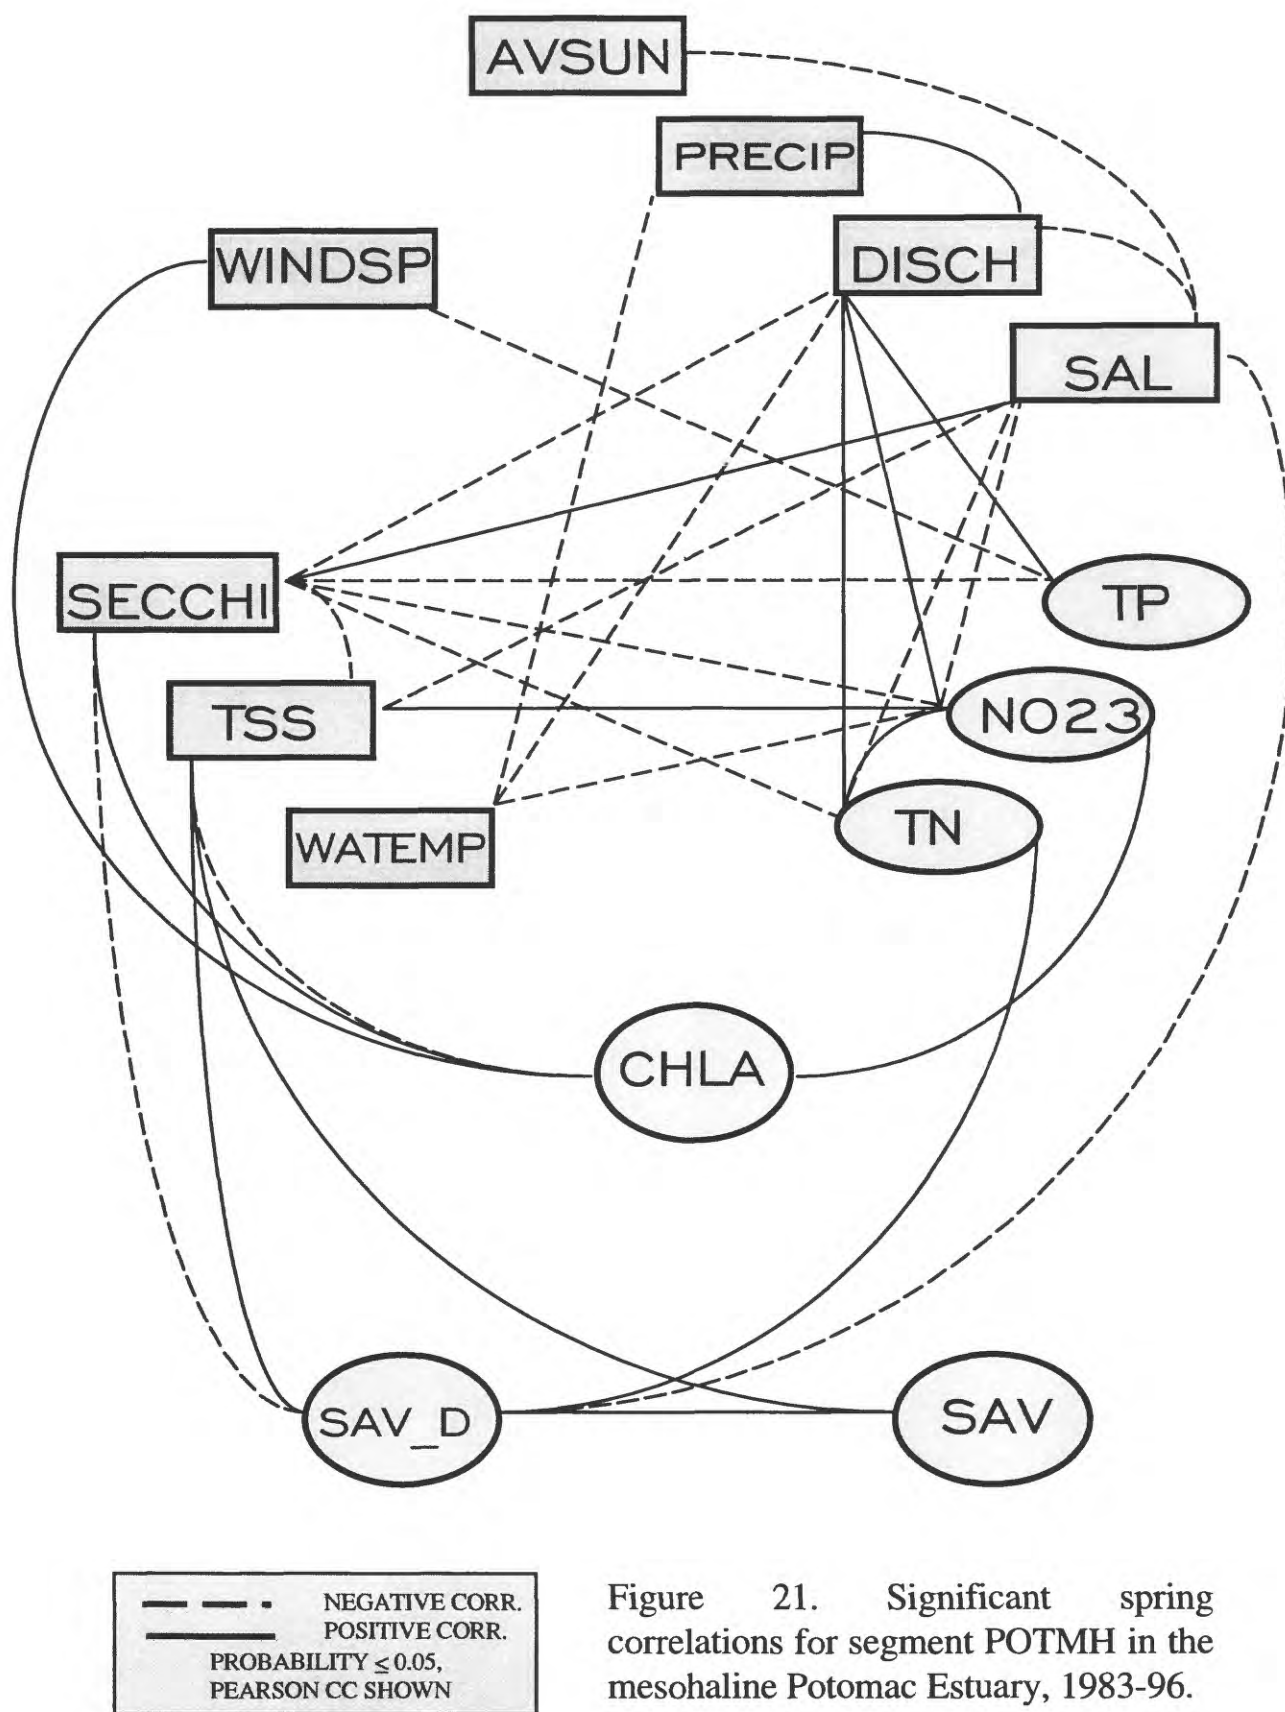 AVSUN
PRECIP
WINDSP
DISCH
SAL
SECCHI
TP
TSS
NO23
WATEMP
TN
CHLA
SAV_D
SAV
NEGATIVE CORR.
POSITIVE CORR.
PROBABILITY ≤ 0.05,
PEARSON CC SHOWN
Figure 21. Significant spring
correlations for segment POTMH in the
mesohaline Potomac Estuary, 1983-96.